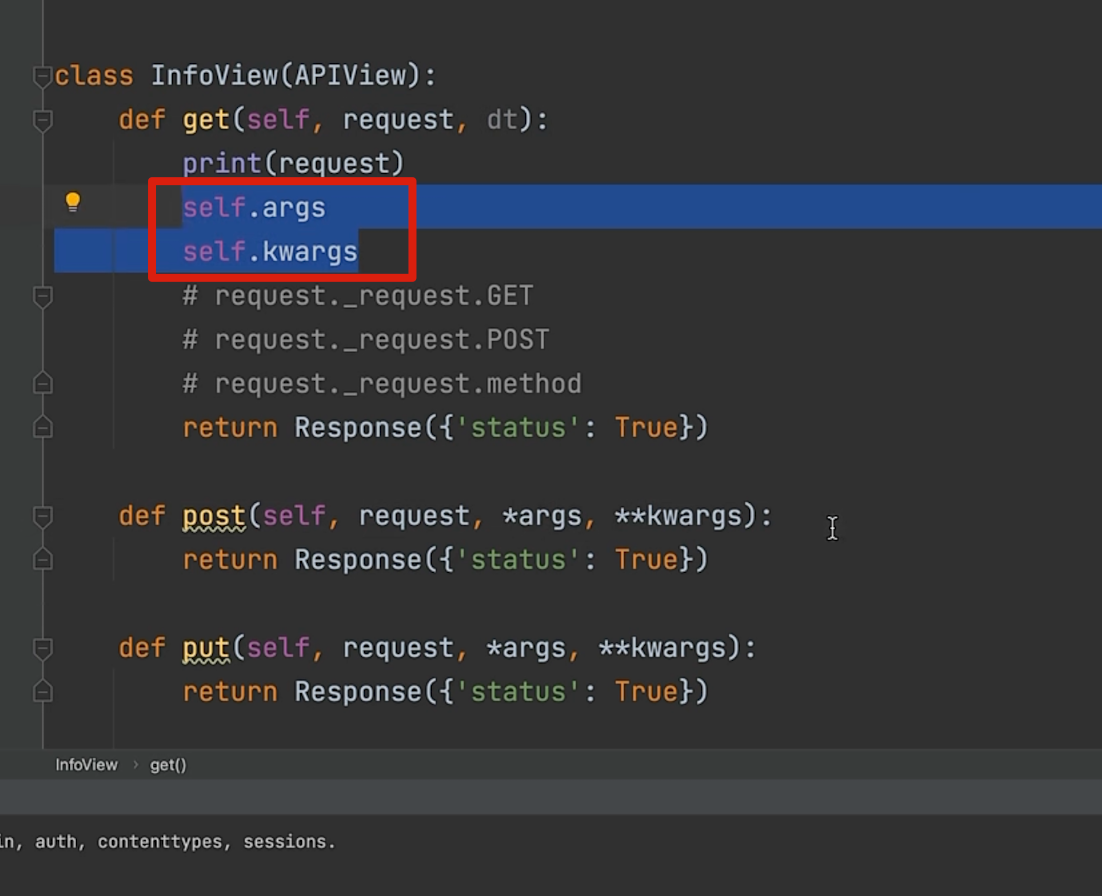 class InfoView(APIView):
    def get(self, request, dt):
        print(request)
        self.args
        self.kwargs
        # request._request.GET
        # request._request.POST
        # request._request.method
        return Response({'status': True})
    def post(self, request, *args, **kwargs):
        return Response({'status': True})
    def put(self, request, *args, **kwargs):
        return Response({'status': True})
InfoView › get()
in, auth, contenttypes, sessions.